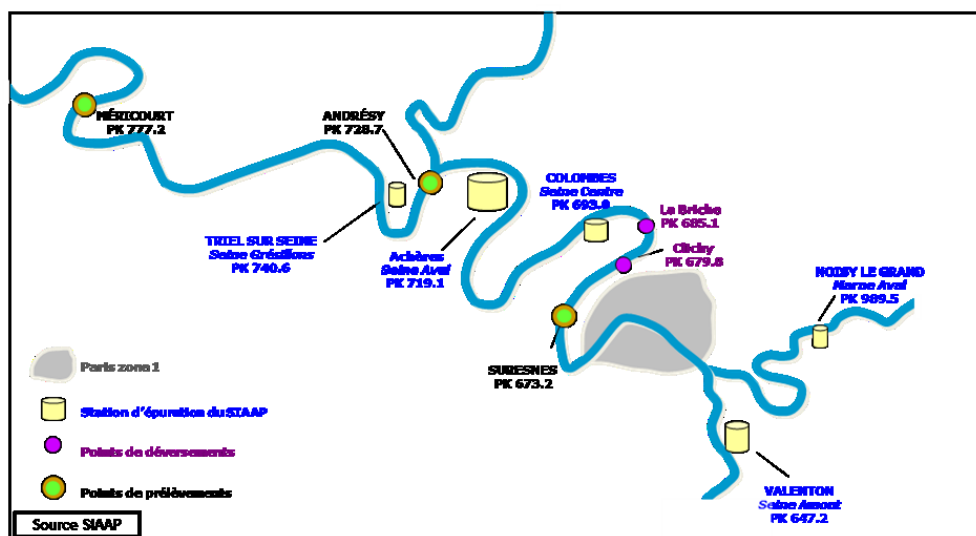 MÉRICOURT
PK 777.2
ANDRÉSY
PK 728.7
COLOMBES
Seine Centre
PK 693.0
La Briche
PK 685.1
Clichy
PK 679.8
TRIEL SUR SEINE
Seine Grésillons
PK 740.6
Achères
Seine Aval
PK 719.1
NOISY LE GRAND
Marne Aval
PK 989.5
SURESNES
PK 673.2
Paris zona 1
Station d'épuration du SIAAP
Points de déversements
Points de prélèvements
VALENTON
Seine Amont
PK 647.2
Source SIAAP